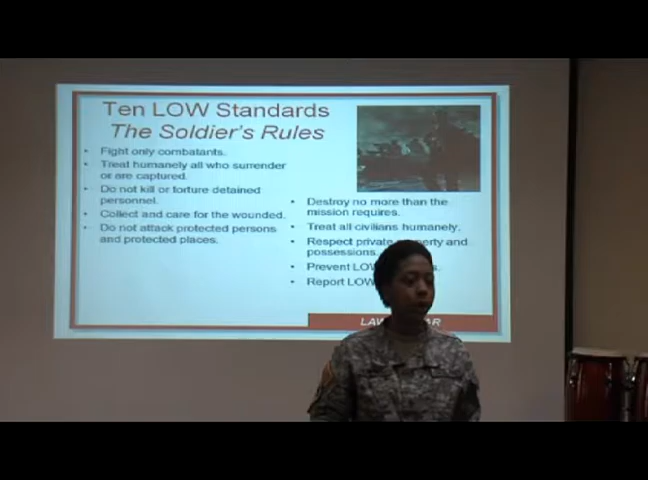 Ten LOW Standards
The Soldier's Rules
• Fight only combatants.
• Treat humanely all who surrender
or are captured.
• Do not kill or torture detained
personnel.
• Collect and care for the wounded.
• Do not attack protected persons
and protected places.
• Destroy no more than the
mission requires.
• Treat all civilians humanely.
• Respect private and
possessions.
• Prevent
• Report